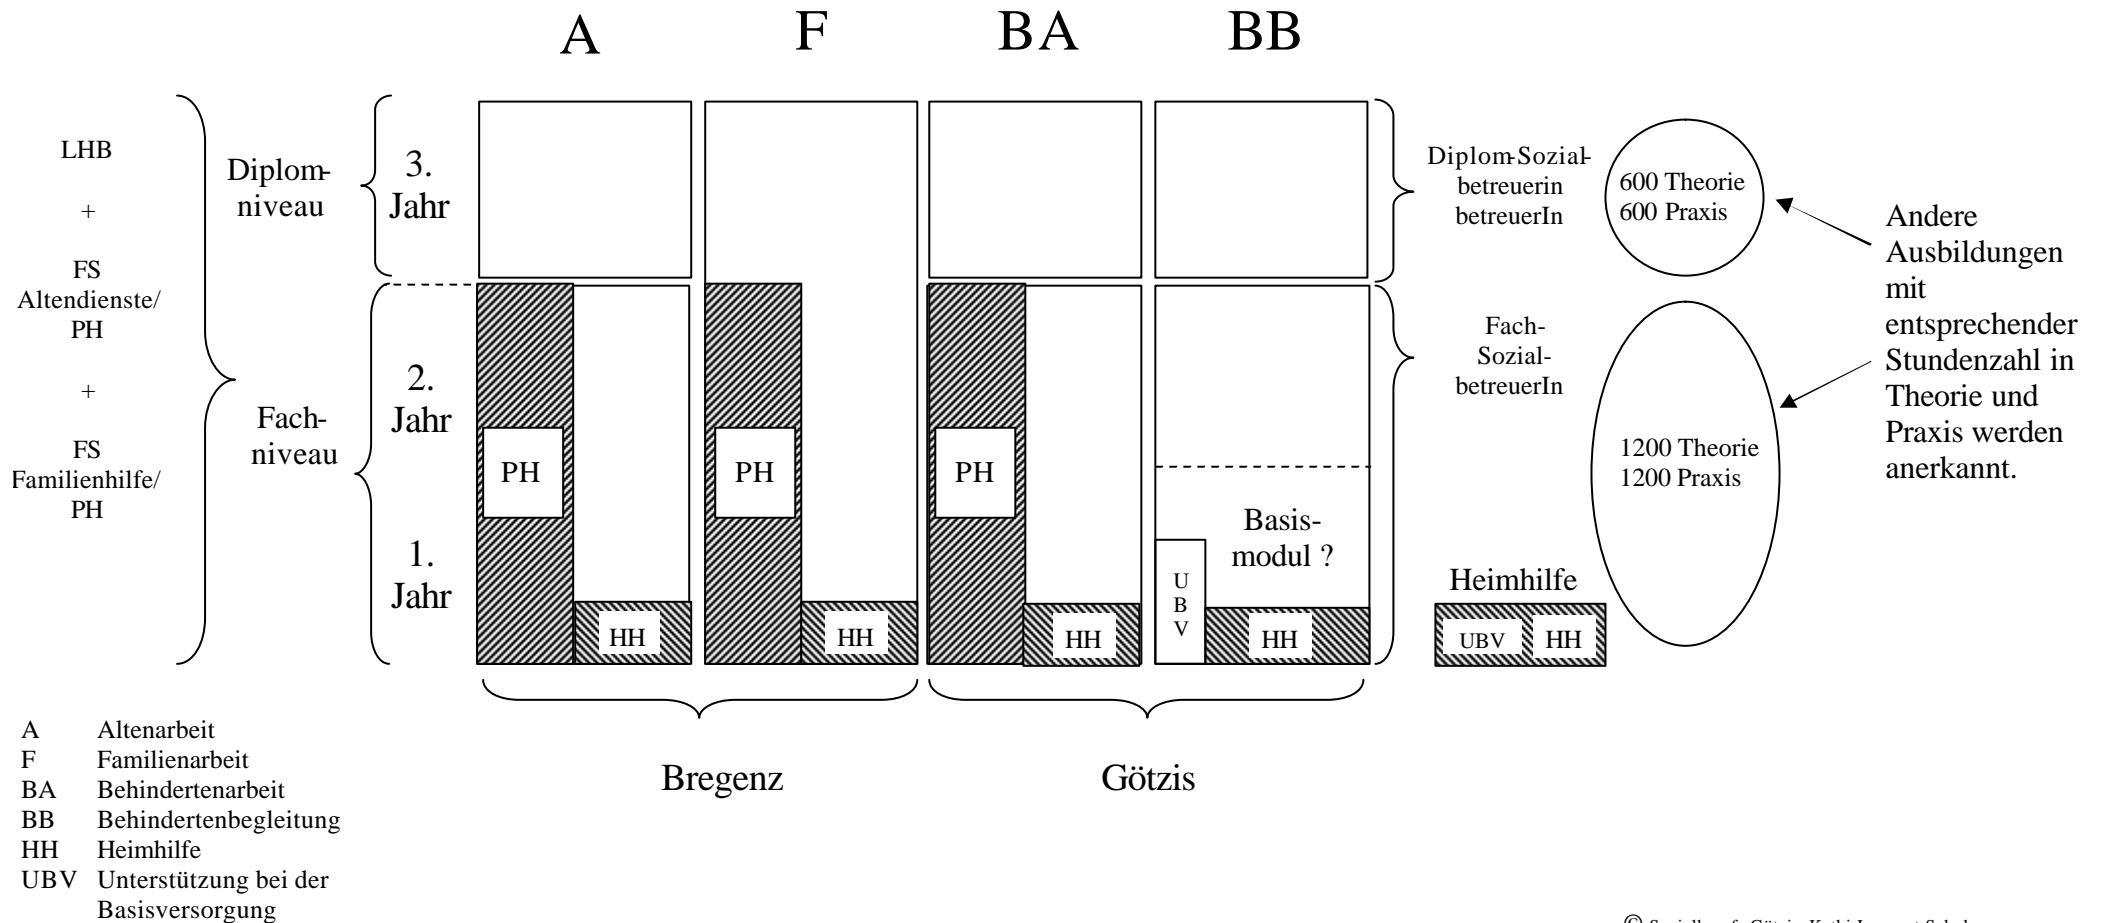 A F BA BB
LHB
+
FS
Altendienste/
PH
+
FS
Familienhilfe/
PH
Diplom-
niveau
Fach-
niveau
3.
Jahr
2.
Jahr
1.
Jahr
PH
HH
PH
HH
PH
HH
Basis-
modul ?
U
B
V
HH
Diplom-Sozial-
betreuerin
betreuerIn
Fach-
Sozial-
betreuerIn
Heimhilfe
UBV HH
600 Theorie
600 Praxis
1200 Theorie
1200 Praxis
Andere
Ausbildungen
mit
entsprechender
Stundenzahl in
Theorie und
Praxis werden
anerkannt.
Bregenz
Götzis
A Altenarbeit
F Familienarbeit
BA Behindertenarbeit
BB Behindertenbegleitung
HH Heimhilfe
UBV Unterstützung bei der
Basisversorgung